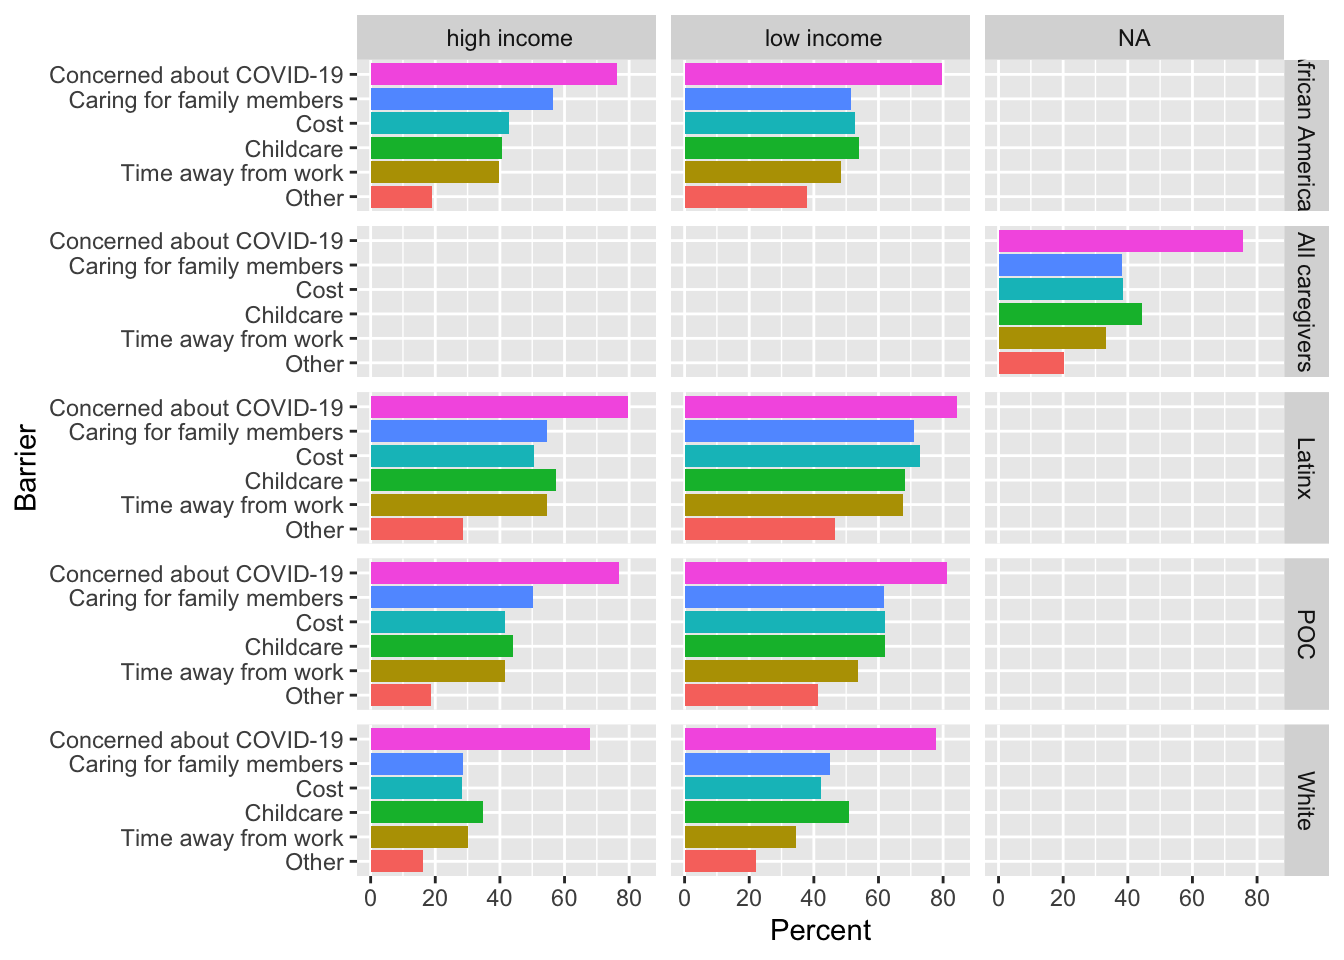 high income
low income
NA
Concerned about COVID-19
Caring for family members
Cost
Childcare
Time away from work
Other
frican America
Concerned about COVID-19
Caring for family members
Cost
Childcare
Time away from work
Other
All caregivers
Barrier
Concerned about COVID-19
Caring for family members
Cost
Childcare
Time away from work
Other
Latinx
Concerned about COVID-19
Caring for family members
Cost
Childcare
Time away from work
Other
POC
Concerned about COVID-19
Caring for family members
Cost
Childcare
Time away from work
Other
White
0 20 40 60 80
0 20 40 60 80
0 20 40 60 80
Percent